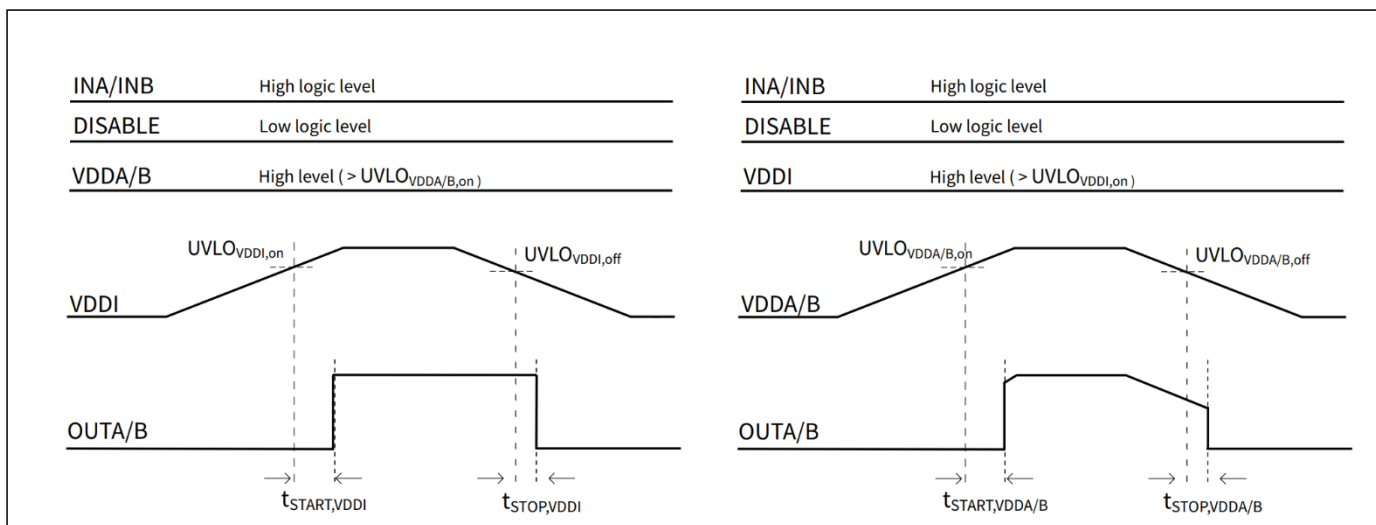 INA/INB High logic level
DISABLE Low logic level
VDDA/B High level ( > UVLOVDDA/B,on )
UVLOVDDI,on
UVLOVDDI,off
VDDI
OUTA/B
tSTART,VDDI
tSTOP,VDDI
INA/INB High logic level
DISABLE Low logic level
VDDI High level ( > UVLOVDDI,on )
UVLOVDDA/B,on
UVLOVDDA/B,off
VDDA/B
OUTA/B
tSTART,VDDA/B
tSTOP,VDDA/B